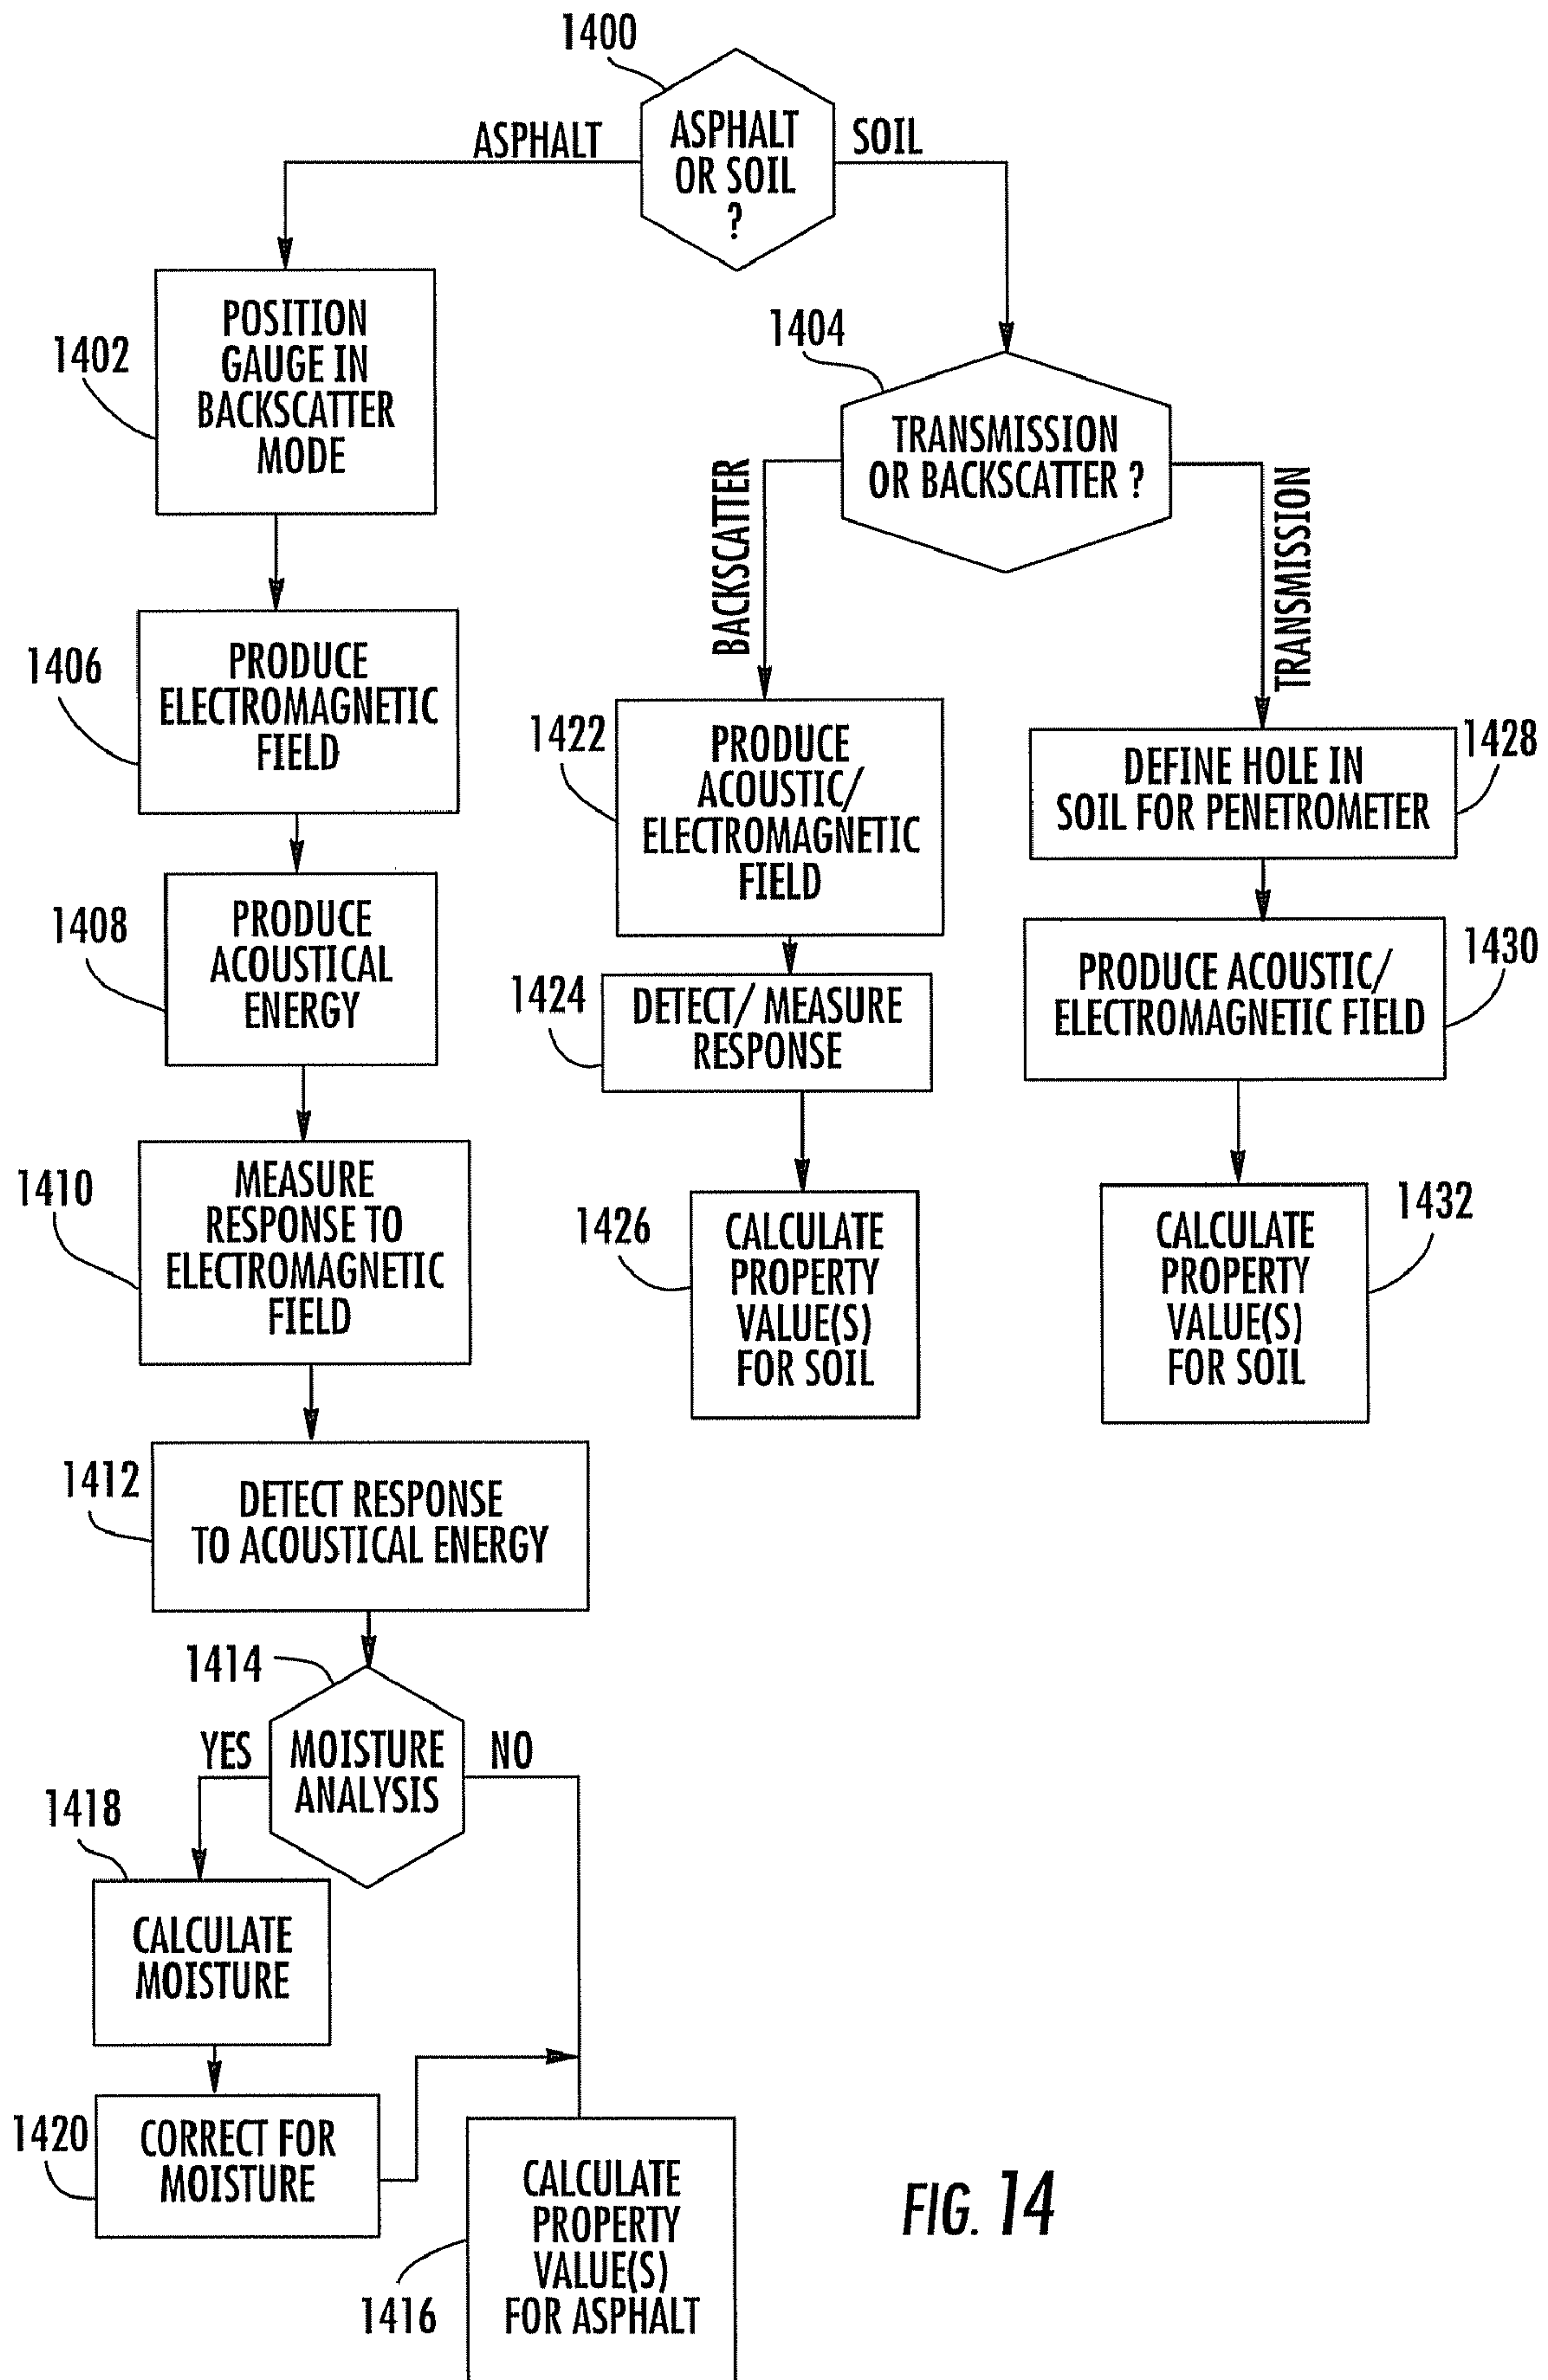 1400
ASPHALT
OR SOIL
?
ASPHALT
SOIL
1402
POSITION
GAUGE IN
BACKSCATTER
MODE
1404
TRANSMISSION
OR BACKSCATTER ?
BACKSCATTER
TRANSMISSION
1406
PRODUCE
ELECTROMAGNETIC
FIELD
1408
PRODUCE
ACOUSTICAL
ENERGY
1410
MEASURE
RESPONSE TO
ELECTROMAGNETIC
FIELD
1412
DETECT RESPONSE
TO ACOUSTICAL ENERGY
1414
MOISTURE
ANALYSIS
YES
NO
1418
CALCULATE
MOISTURE
1420
CORRECT FOR
MOISTURE
1416
CALCULATE
PROPERTY
VALUE(S)
FOR ASPHALT
1422
PRODUCE
ACOUSTIC/
ELECTROMAGNETIC
FIELD
1424
DETECT/ MEASURE
RESPONSE
1426
CALCULATE
PROPERTY
VALUE(S)
FOR SOIL
1428
DEFINE HOLE IN
SOIL FOR PENETROMETER
1430
PRODUCE ACOUSTIC/
ELECTROMAGNETIC FIELD
1432
CALCULATE
PROPERTY
VALUE(S)
FOR SOIL
FIG. 14